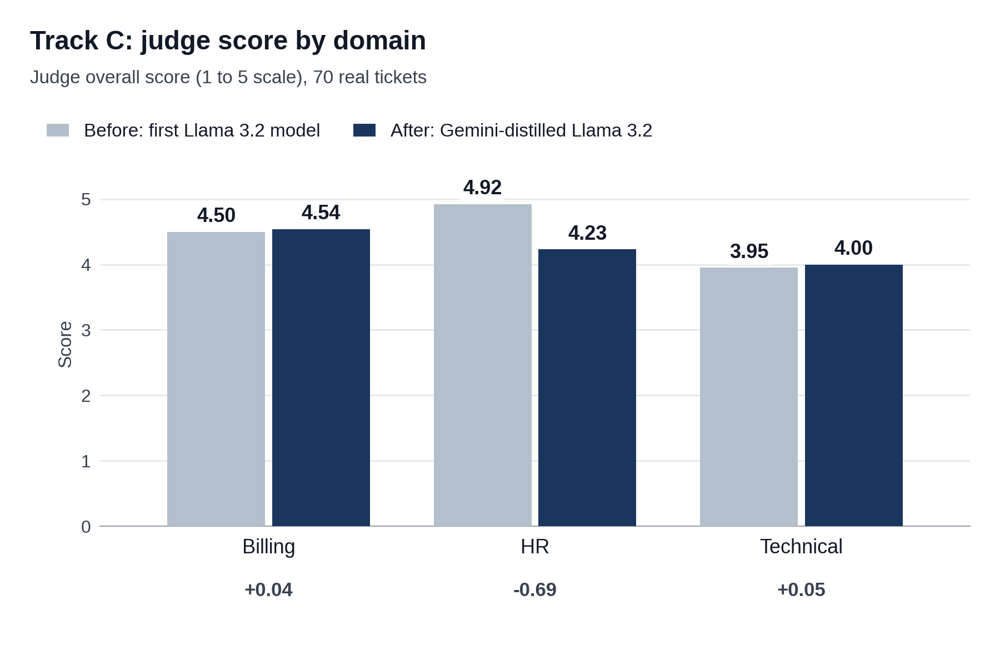 Track C: judge score by domain
Judge overall score (1 to 5 scale), 70 real tickets
Before: first Llama 3.2 model
After: Gemini-distilled Llama 3.2
Score
5
4
3
2
1
0
4.50
4.54
4.92
4.23
3.95
4.00
Billing
HR
Technical
+0.04
-0.69
+0.05